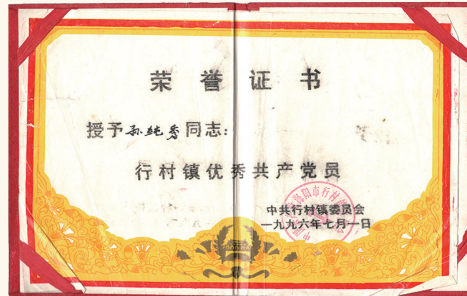 荣誉证书
授予孙纯秀同志：
行村镇优秀共产党员
中共行村镇委员会
一九九六年七月一日